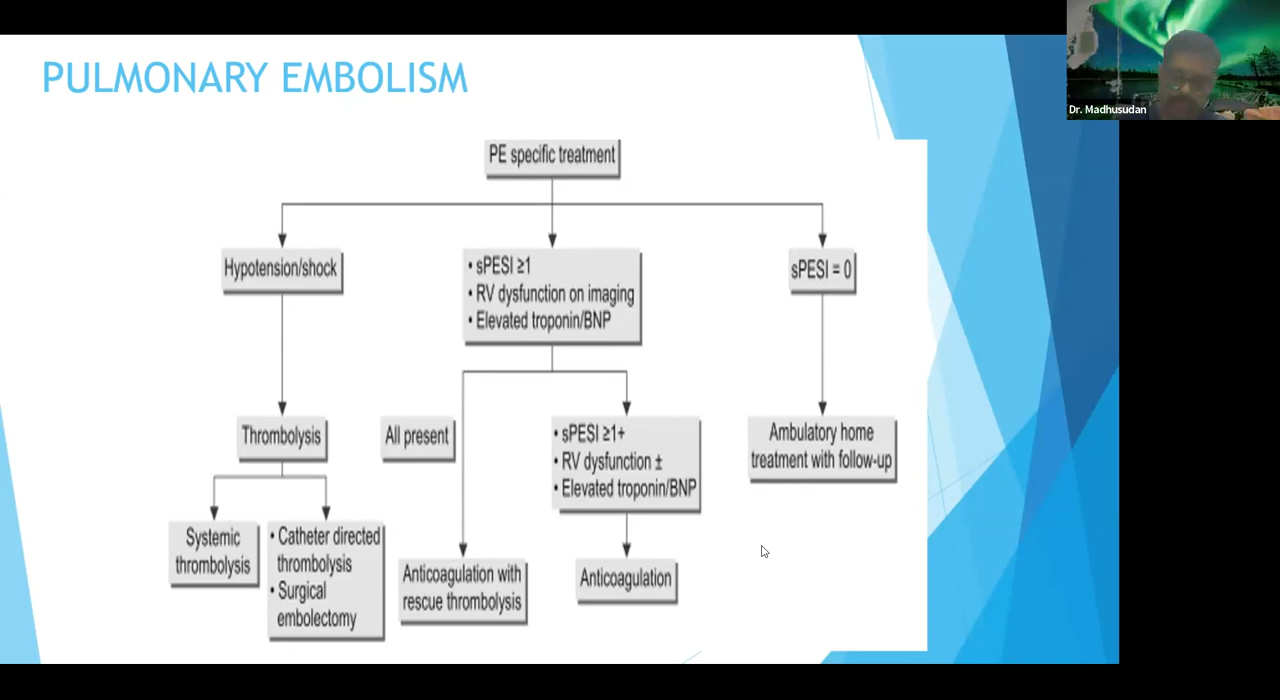 PULMONARY EMBOLISM
Dr. Madhusudan
PE specific treatment
Hypotension/shock
• sPESI ≥1
• RV dysfunction on imaging
• Elevated troponin/BNP
sPESI = 0
Thrombolysis
All present
• sPESI ≥1+
• RV dysfunction ±
• Elevated troponin/BNP
Ambulatory home
treatment with follow-up
Systemic
thrombolysis
• Catheter directed
thrombolysis
• Surgical
embolectomy
Anticoagulation with
rescue thrombolysis
Anticoagulation